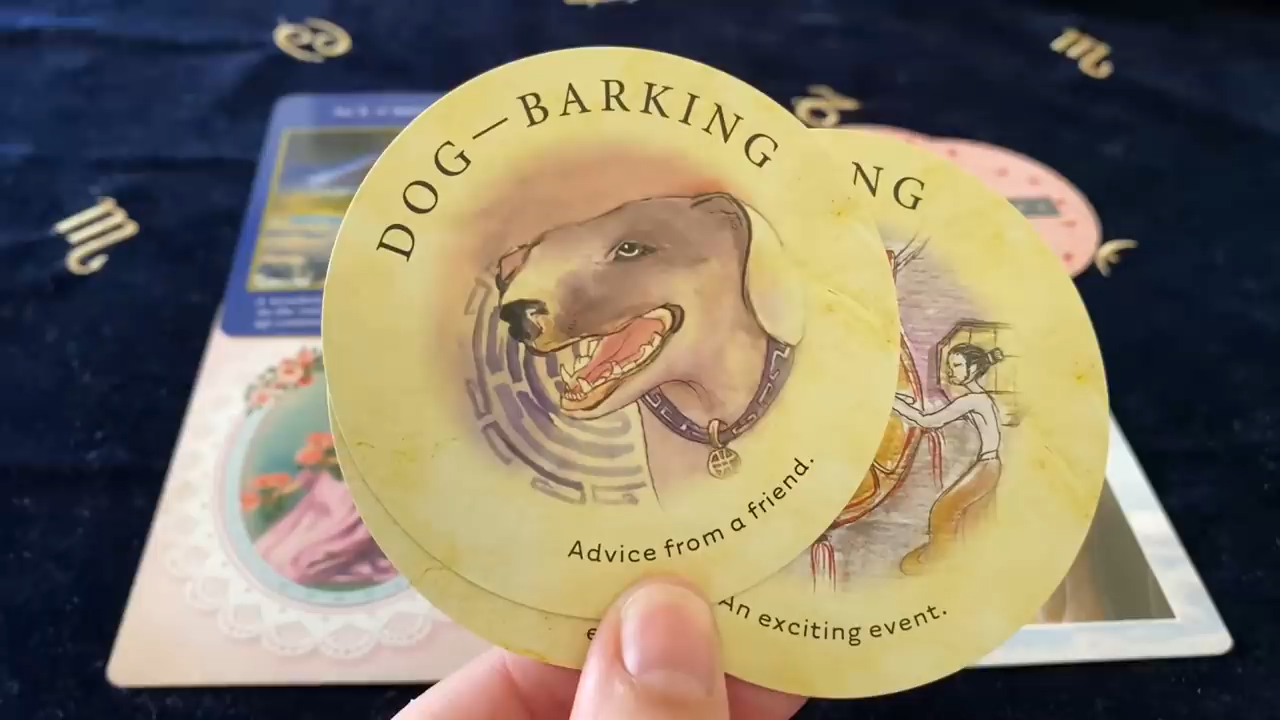 DOG—BARKING
Advice from a friend.
NG
An exciting event.
e